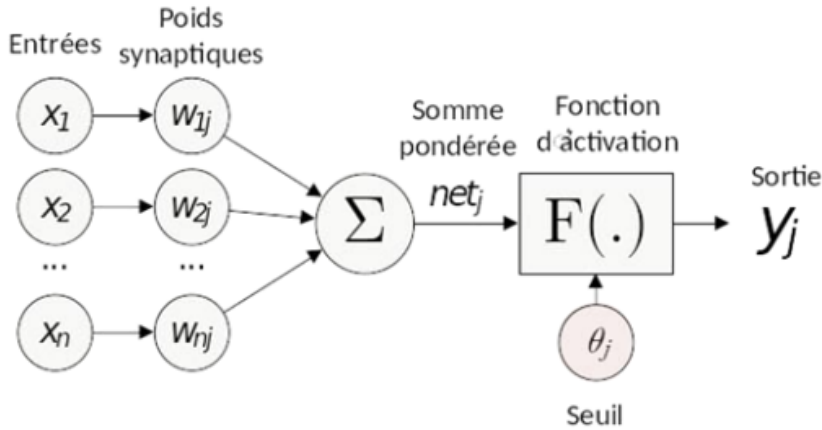 Entrées
Poids
synaptiques
x1
w1j
x2
w2j
...
...
xn
wnj
Σ
Somme
pondérée
netj
Fonction
d'activation
F(.)
θj
Seuil
Sortie
yj